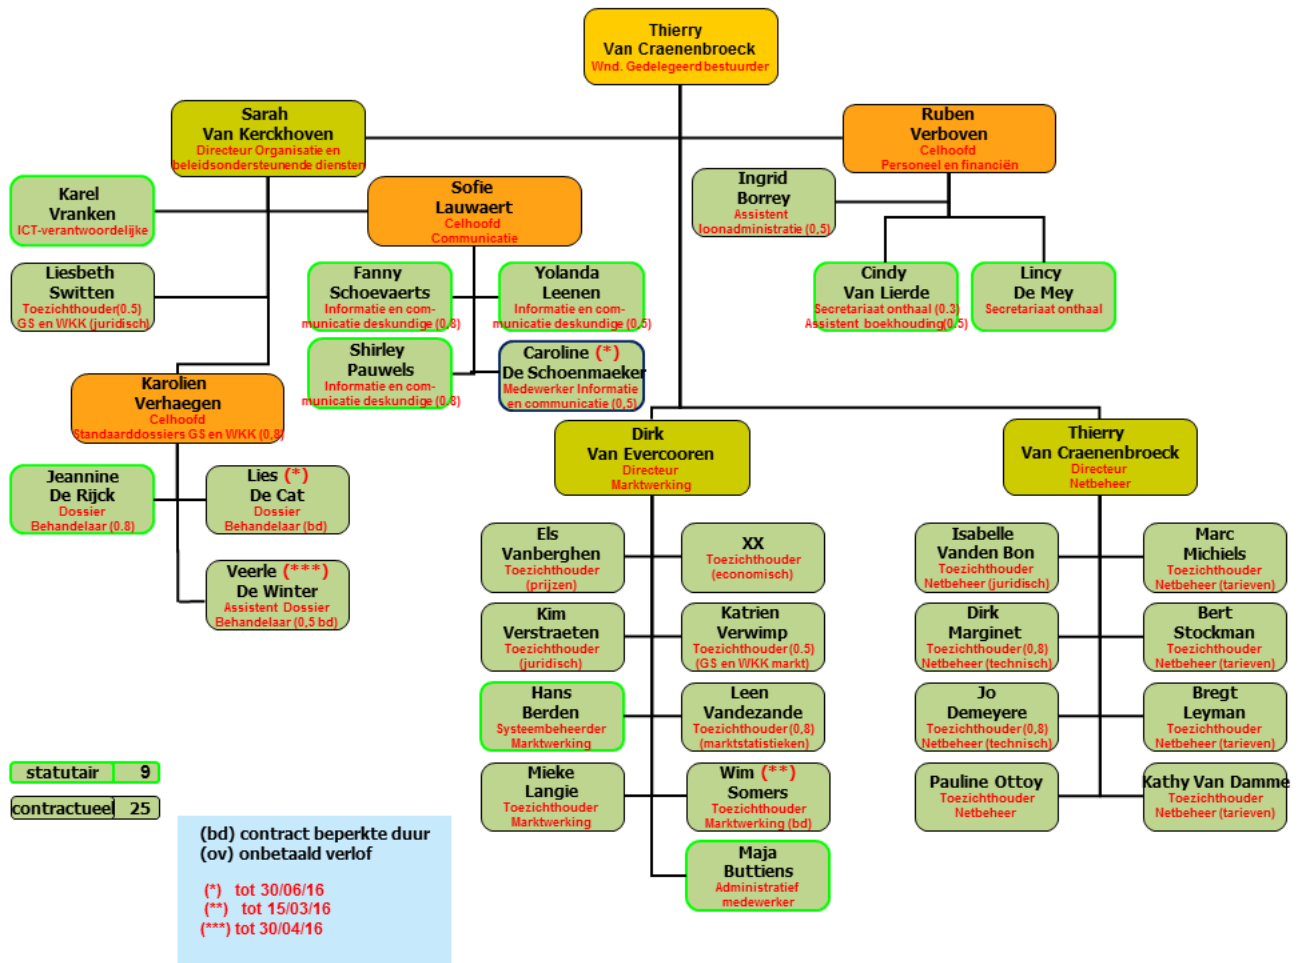 Thierry
Van Craenenbroeck
Wnd. Gedelegeerd bestuurder
Sarah
Van Kerckhoven
Directeur Organisatie en
beleidsondersteunende diensten
Ruben
Verboven
Celhoofd
Personeel en financiën
Karel
Vranken
ICT-verantwoordelijke
Sofie
Lauwaert
Celhoofd
Communicatie
Ingrid
Borrey
Assistent
loonadministratie (0,5)
Liesbeth
Switten
Toezichthouder(0.5)
GS en WKK (juridisch)
Fanny
Schoevaerts
Informatie en com-
municatie deskundige (0,8)
Yolanda
Leenen
Informatie en com-
municatie deskundige (0,5)
Cindy
Van Lierde
Secretariaat onthaal (0.3)
Assistent boekhouding(0.5)
Lincy
De Mey
Secretariaat onthaal
Shirley
Pauwels
Informatie en com-
municatie deskundige (0,8)
Caroline (*)
De Schoenmaeker
Medewerker Informatie
en communicatie (0,5)
Karolien
Verhaegen
Celhoofd
Standaarddossiers GS en WKK (0,8)
Jeannine
De Rijck
Dossier
Behandelaar (0.8)
Lies (*)
De Cat
Dossier
Behandelaar (bd)
Veerle (***)
De Winter
Assistent Dossier
Behandelaar (0,5 bd)
Dirk
Van Evercooren
Directeur
Marktwerking
Thierry
Van Craenenbroeck
Directeur
Netbeheer
Els
Vanberghen
Toezichthouder
(prijzen)
XX
Toezichthouder
(economisch)
Kim
Verstraeten
Toezichthouder
(juridisch)
Katrien
Verwimp
Toezichthouder(0.5)
(GS en WKK markt)
Hans
Berden
Systeembeheerder
Marktwerking
Leen
Vandezande
Toezichthouder(0,8)
(marktstatistieken)
Mieke
Langie
Toezichthouder
Marktwerking
Wim (**)
Somers
Toezichthouder
Marktwerking (bd)
Maja
Buttiens
Administratief
medewerker
Isabelle
Vanden Bon
Toezichthouder
Netbeheer (juridisch)
Marc
Michiels
Toezichthouder
Netbeheer (tarieven)
Dirk
Marginet
Toezichthouder(0,8)
Netbeheer (technisch)
Bert
Stockman
Toezichthouder
Netbeheer (tarieven)
Jo
Demeyere
Toezichthouder(0,8)
Netbeheer (technisch)
Bregt
Leyman
Toezichthouder
Netbeheer (tarieven)
Pauline Ottoy
Toezichthouder
Netbeheer
Kathy Van Damme
Toezichthouder
Netbeheer (tarieven)
statutair 9
contractueel 25
(bd) contract beperkte duur
(ov) onbetaald verlof
(*) tot 30/06/16
(**) tot 15/03/16
(***) tot 30/04/16